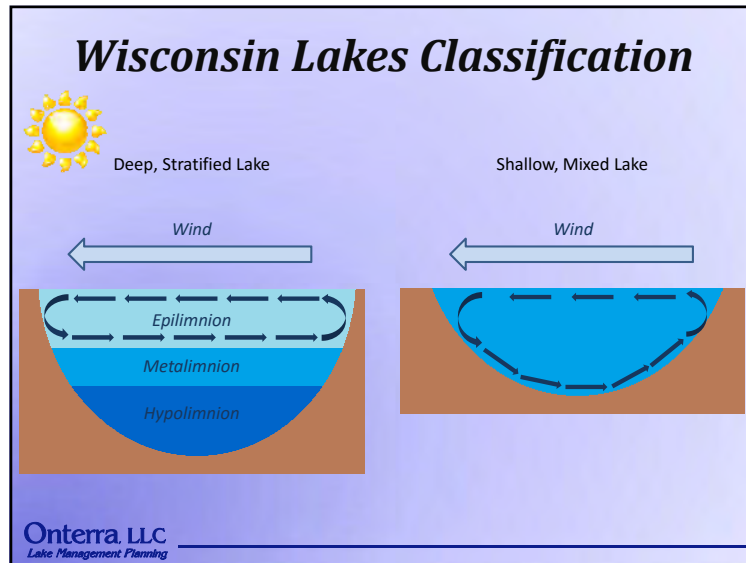 Wisconsin Lakes Classification
Deep, Stratified Lake
Shallow, Mixed Lake
Wind
Wind
Epilimnion
Metalimnion
Hypolimnion
Onterra, LLC
Lake Management Planning